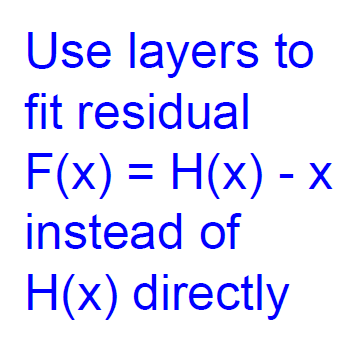 Use layers to
fit residual
F(x) = H(x) - x
instead of
H(x) directly